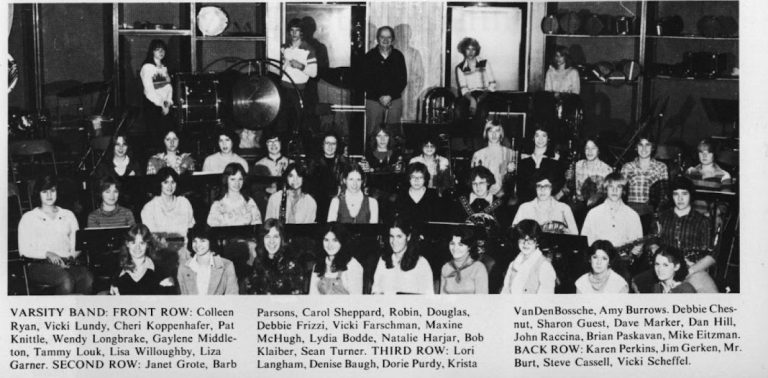 VARSITY BAND: FRONT ROW: Colleen
Ryan, Vicki Lundy, Cheri Koppenhafer, Pat
Knittle, Wendy Longbrake, Gaylene Middle-
ton, Tammy Louk, Lisa Willoughby, Liza
Garner. SECOND ROW: Janet Grote, Barb
Parsons, Carol Sheppard, Robin, Douglas,
Debbie Frizzi, Vicki Farschman, Maxine
McHugh, Lydia Bodde, Natalie Harjar, Bob
Klaiber, Sean Turner. THIRD ROW: Lori
Langham, Denise Baugh, Dorie Purdy, Krista
VanDenBossche, Amy Burrows. Debbie Ches-
nut, Sharon Guest, Dave Marker, Dan Hill,
John Raccina, Brian Paskavan, Mike Eitzman.
BACK ROW: Karen Perkins, Jim Gerken, Mr.
Burt, Steve Cassell, Vicki Scheffel.